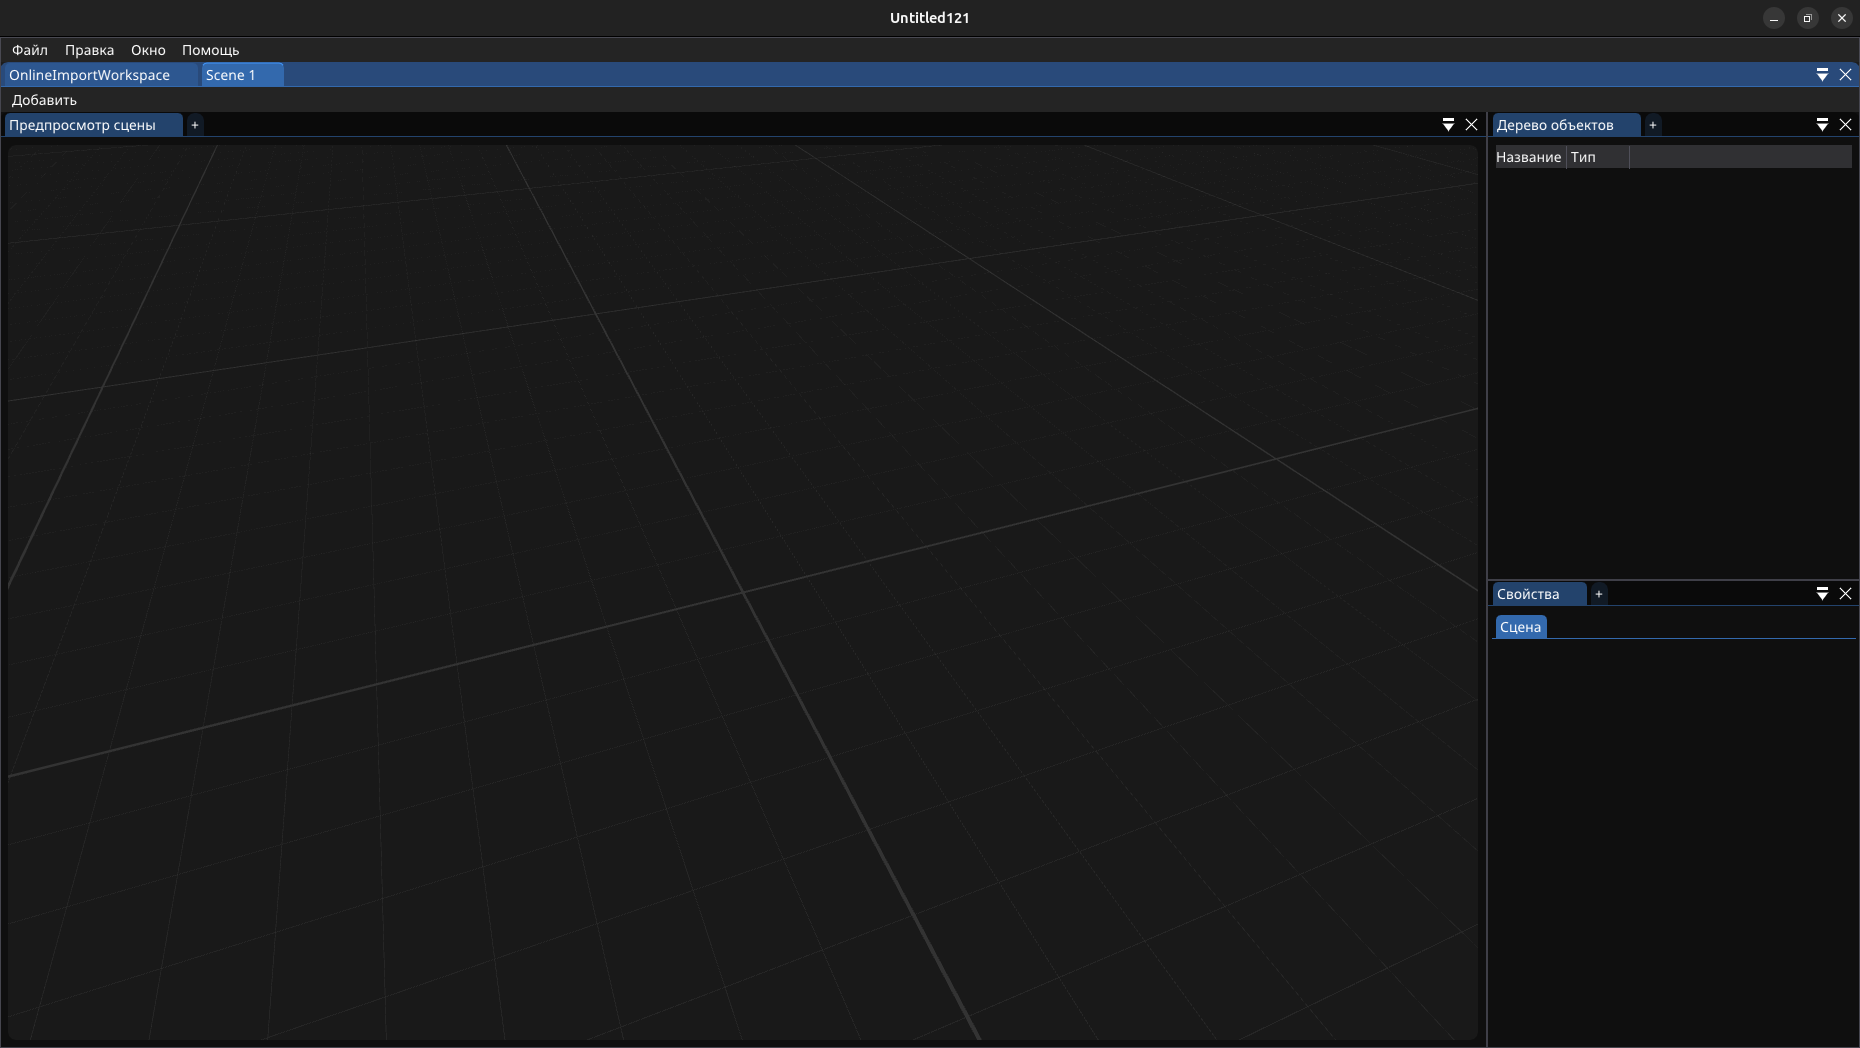 Untitled121
Файл Правка Окно Помощь
OnlineImportWorkspace Scene 1
Добавить
Предпросмотр сцены +
Дерево объектов +
Название Тип
Свойства +
Сцена